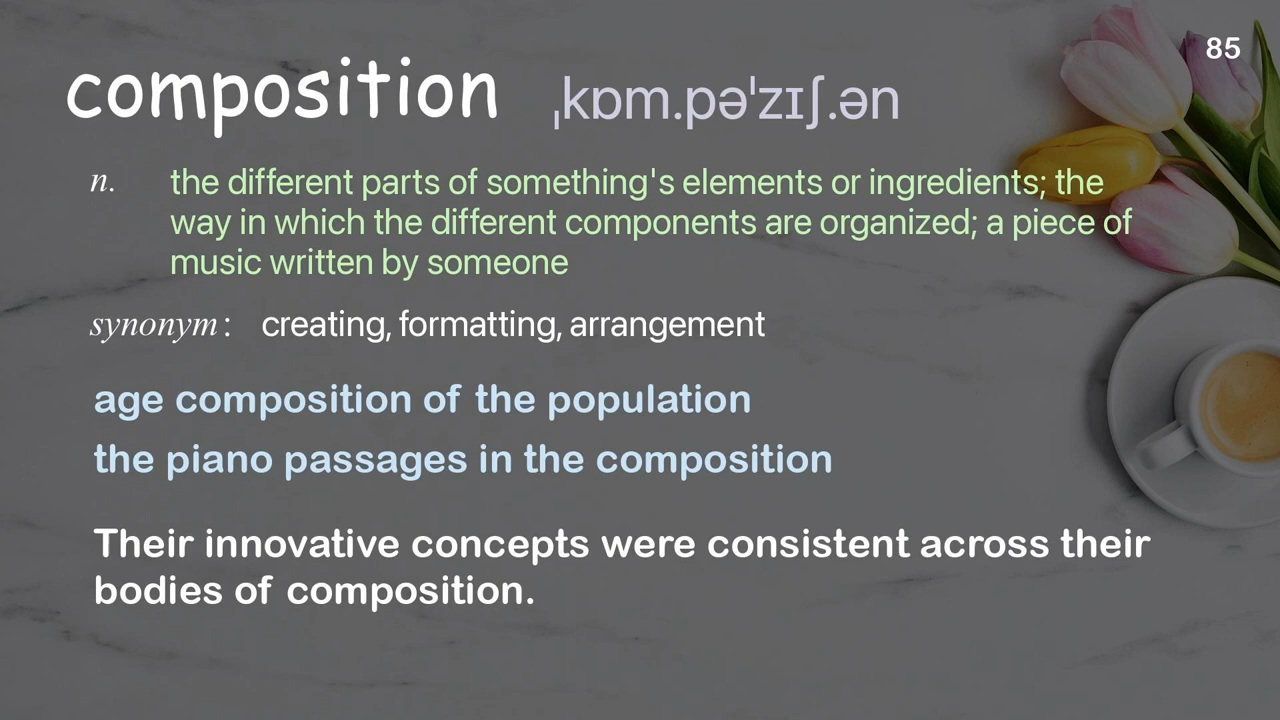 85
composition ˌkɒm.pəˈzɪʃ.ən
n. the different parts of something's elements or ingredients; the
way in which the different components are organized; a piece of
music written by someone
synonym: creating, formatting, arrangement
age composition of the population
the piano passages in the composition
Their innovative concepts were consistent across their
bodies of composition.